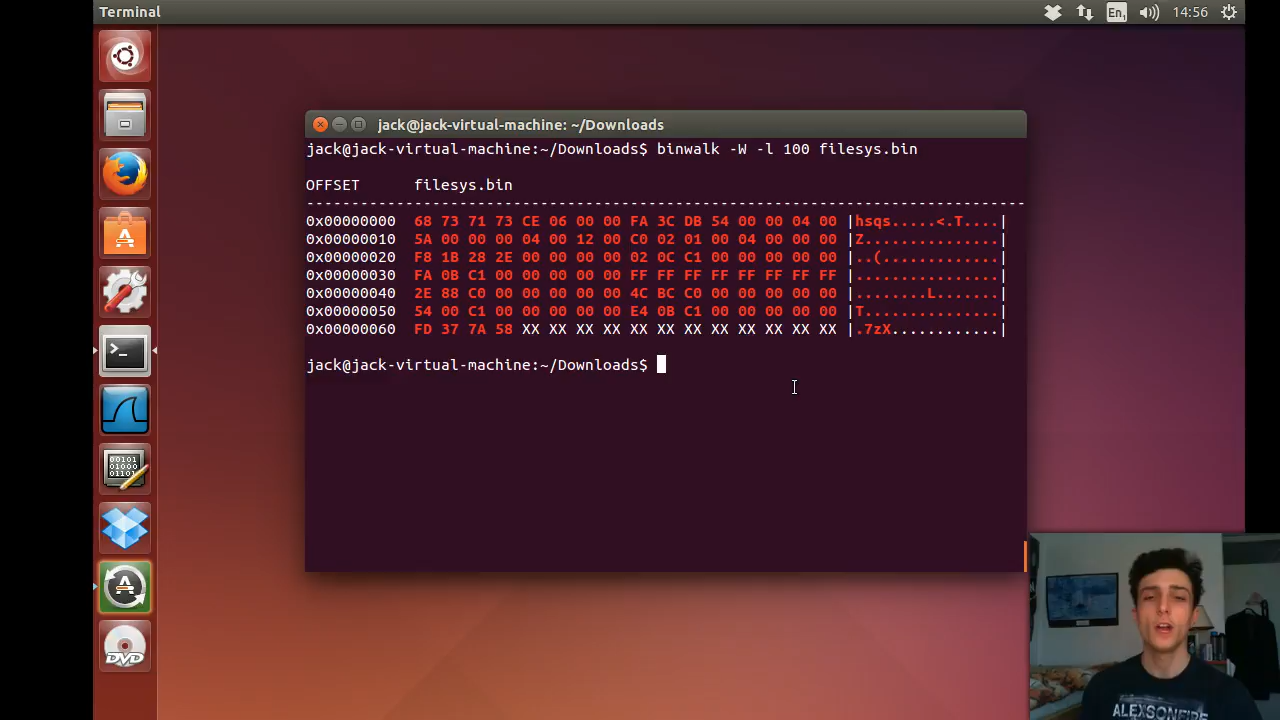 Terminal
En1
14:56
jack@jack-virtual-machine: ~/Downloads
jack@jack-virtual-machine:~/Downloads$ binwalk -W -l 100 filesys.bin
OFFSET filesys.bin
--------------------------------------------------------------------------------
0x00000000 68 73 71 73 CE 06 00 00 FA 3C DB 54 00 00 04 00 |hsqs.....<.T....|
0x00000010 5A 00 00 00 04 00 12 00 C0 02 01 00 04 00 00 00 |Z...............|
0x00000020 F8 1B 28 2E 00 00 00 00 02 0C C1 00 00 00 00 00 |..(.............|
0x00000030 FA 0B C1 00 00 00 00 00 FF FF FF FF FF FF FF FF |................|
0x00000040 2E 88 C0 00 00 00 00 00 4C BC C0 00 00 00 00 00 |........L.......|
0x00000050 54 00 C1 00 00 00 00 00 E4 0B C1 00 00 00 00 00 |T...............|
0x00000060 FD 37 7A 58 XX XX XX XX XX XX XX XX XX XX XX XX |.7zX............|
jack@jack-virtual-machine:~/Downloads$
00101
01000
01101
DVD
ALEXSONFIRE